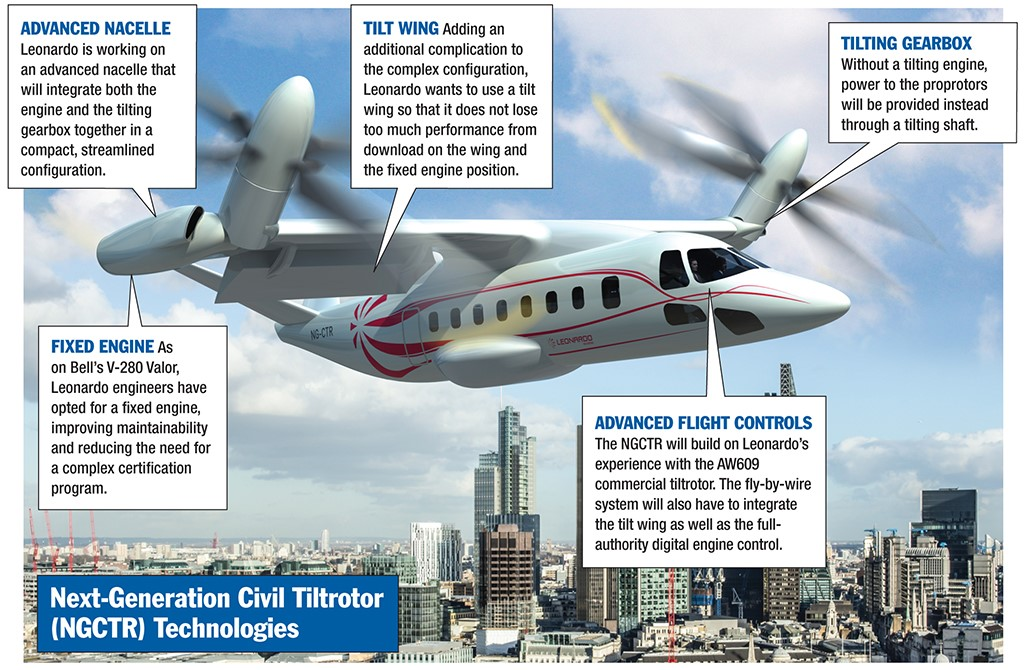 ADVANCED NACELLE
Leonardo is working on
an advanced nacelle that
will integrate both the
engine and the tilting
gearbox together in a
compact, streamlined
configuration.
TILT WING Adding an
additional complication to
the complex configuration,
Leonardo wants to use a tilt
wing so that it does not lose
too much performance from
download on the wing and
the fixed engine position.
TILTING GEARBOX
Without a tilting engine,
power to the proprotors
will be provided instead
through a tilting shaft.
NG-CTR
LEONARDO
FIXED ENGINE As
on Bell's V-280 Valor,
Leonardo engineers have
opted for a fixed engine,
improving maintainability
and reducing the need for
a complex certification
program.
ADVANCED FLIGHT CONTROLS
The NGCTR will build on Leonardo's
experience with the AW609
commercial tiltrotor. The fly-by-wire
system will also have to integrate
the tilt wing as well as the full-
authority digital engine control.
Next-Generation Civil Tiltrotor
(NGCTR) Technologies